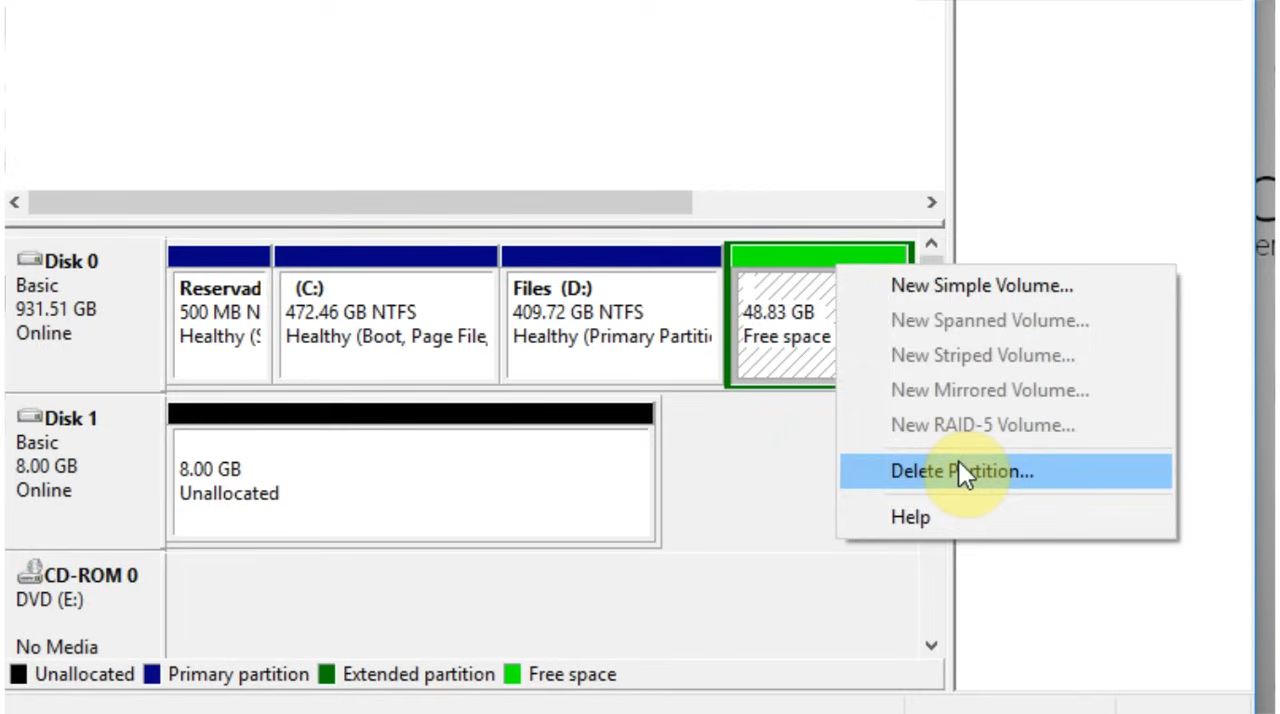 Disk 0
Basic
931.51 GB
Online
Reservad
500 MB N
Healthy (S
(C:)
472.46 GB NTFS
Healthy (Boot, Page File,
Files (D:)
409.72 GB NTFS
Healthy (Primary Partiti
48.83 GB
Free space
New Simple Volume...
New Spanned Volume...
New Striped Volume...
New Mirrored Volume...
New RAID-5 Volume...
Delete Partition...
Help
Disk 1
Basic
8.00 GB
Online
8.00 GB
Unallocated
CD-ROM 0
DVD (E:)
No Media
Unallocated Primary partition Extended partition Free space